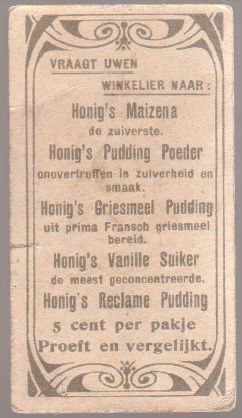 VRAAGT UWEN
WINKELIER NAAR:
Honig's Maizena
de zuiverste.
Honig's Pudding Poeder
onovertroffen in zuiverheid en
smaak.
Honig's Griesmeel Pudding
uit prima Fransch griesmeel
bereid.
Honig's Vanille Suiker
de meest geconcentreerde.
Honig's Reclame Pudding
5 cent per pakje
Proeft en vergelijkt.